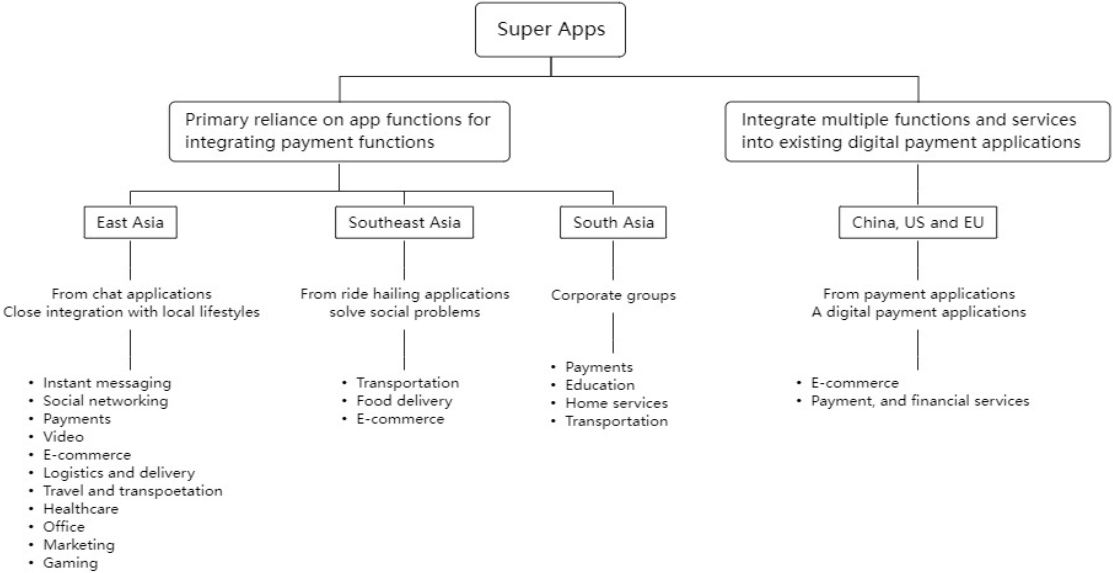 Super Apps
Primary reliance on app functions for
integrating payment functions
Integrate multiple functions and services
into existing digital payment applications
East Asia
Southeast Asia
South Asia
China, US and EU
From chat applications
Close integration with local lifestyles
From ride hailing applications
solve social problems
Corporate groups
From payment applications
A digital payment applications
• Instant messaging
• Social networking
• Payments
• Video
• E-commerce
• Logistics and delivery
• Travel and transpoetation
• Healthcare
• Office
• Marketing
• Gaming
• Transportation
• Food delivery
• E-commerce
• Payments
• Education
• Home services
• Transportation
• E-commerce
• Payment, and financial services